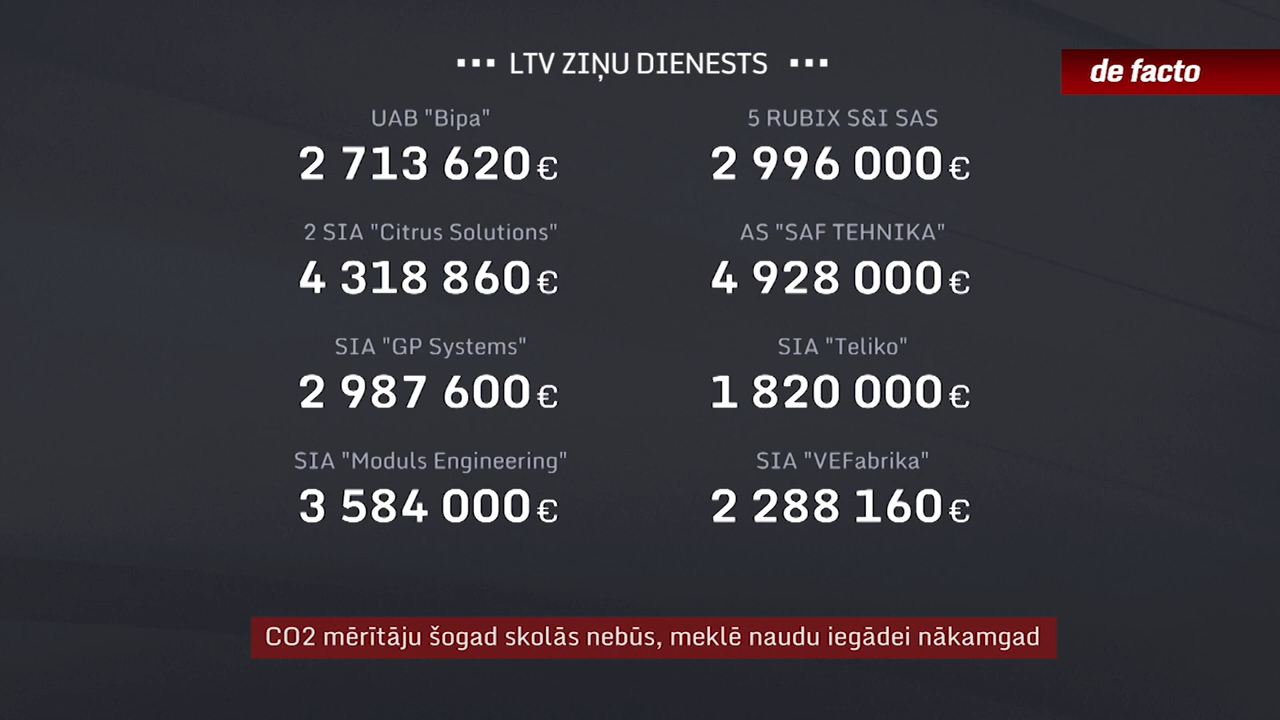 ▪▪▪ LTV ZIŅU DIENESTS ▪▪▪
de facto
UAB "Bipa"
2 713 620 €
5 RUBIX S&I SAS
2 996 000 €
2 SIA "Citrus Solutions"
4 318 860 €
AS "SAF TEHNIKA"
4 928 000 €
SIA "GP Systems"
2 987 600 €
SIA "Teliko"
1 820 000 €
SIA "Moduls Engineering"
3 584 000 €
SIA "VEFabrika"
2 288 160 €
CO2 mērītāju šogad skolās nebūs, meklē naudu iegādei nākamgad